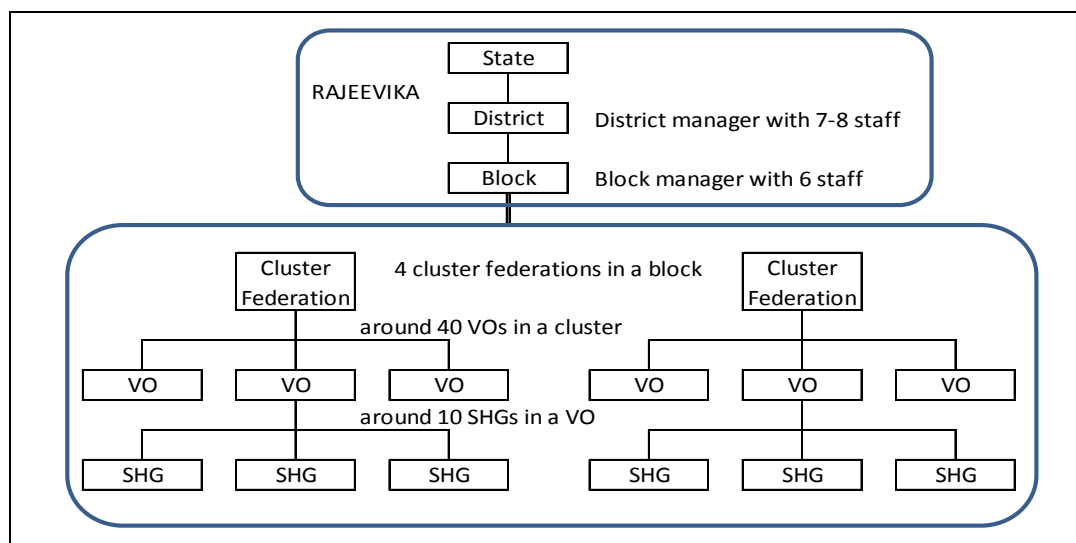 State
RAJEEVIKA
District
District manager with 7-8 staff
Block
Block manager with 6 staff
Cluster
Federation
4 cluster federations in a block
Cluster
Federation
around 40 VOs in a cluster
VO
VO
VO
VO
VO
VO
around 10 SHGs in a VO
SHG
SHG
SHG
SHG
SHG
SHG